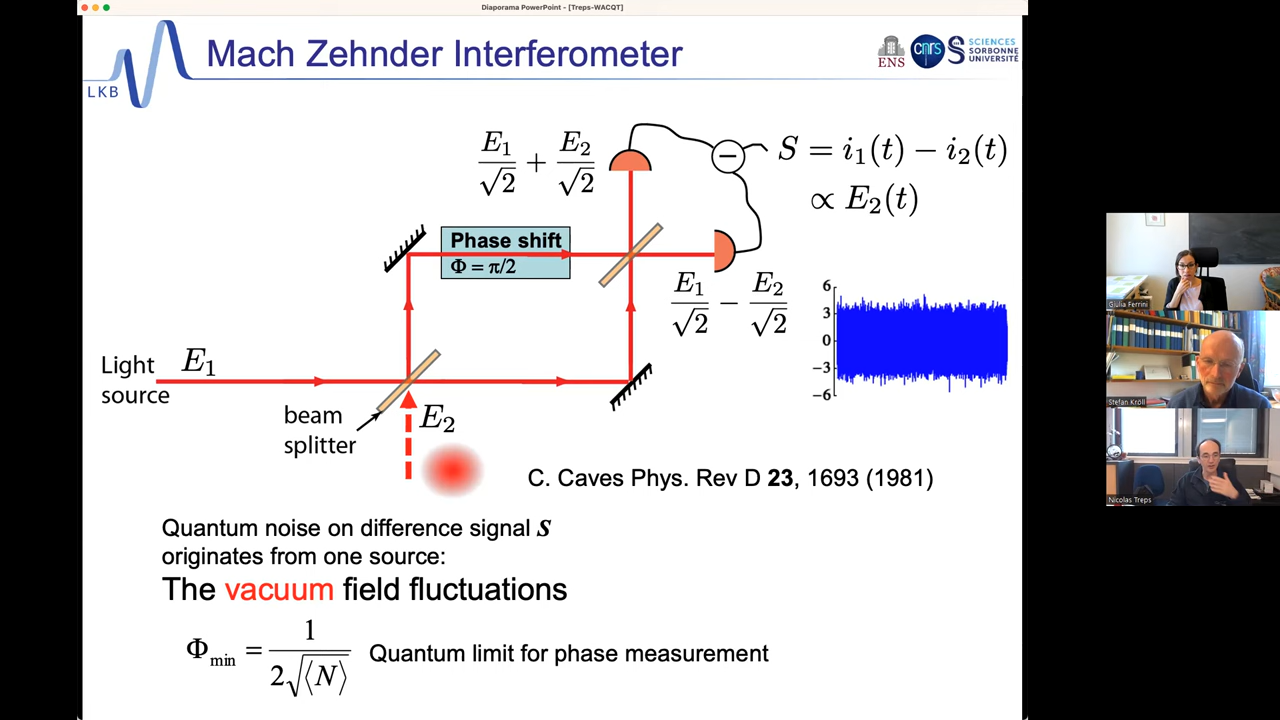 Diaporama PowerPoint - [Treps-WACQT]
LKB
Mach Zehnder Interferometer
ENS
cnrs
SCIENCES
SORBONNE
UNIVERSITÉ
E₁/√2 + E₂/√2
S = i₁(t) − i₂(t)
∝ E₂(t)
Phase shift
Φ = π/2
E₁/√2 − E₂/√2
6
3
0
−3
−6
Light
source
E₁
beam
splitter
E₂
C. Caves Phys. Rev D 23, 1693 (1981)
Quantum noise on difference signal S
originates from one source:
The vacuum field fluctuations
Φmin = 1/(2√⟨N⟩)
Quantum limit for phase measurement
Giulia Ferrini
Stefan Kröll
Nicolas Treps